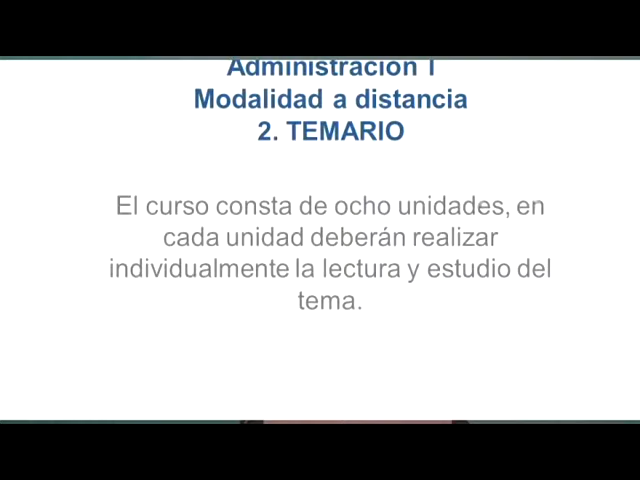 Administración 1
Modalidad a distancia
2. TEMARIO
El curso consta de ocho unidades, en
cada unidad deberán realizar
individualmente la lectura y estudio del
tema.